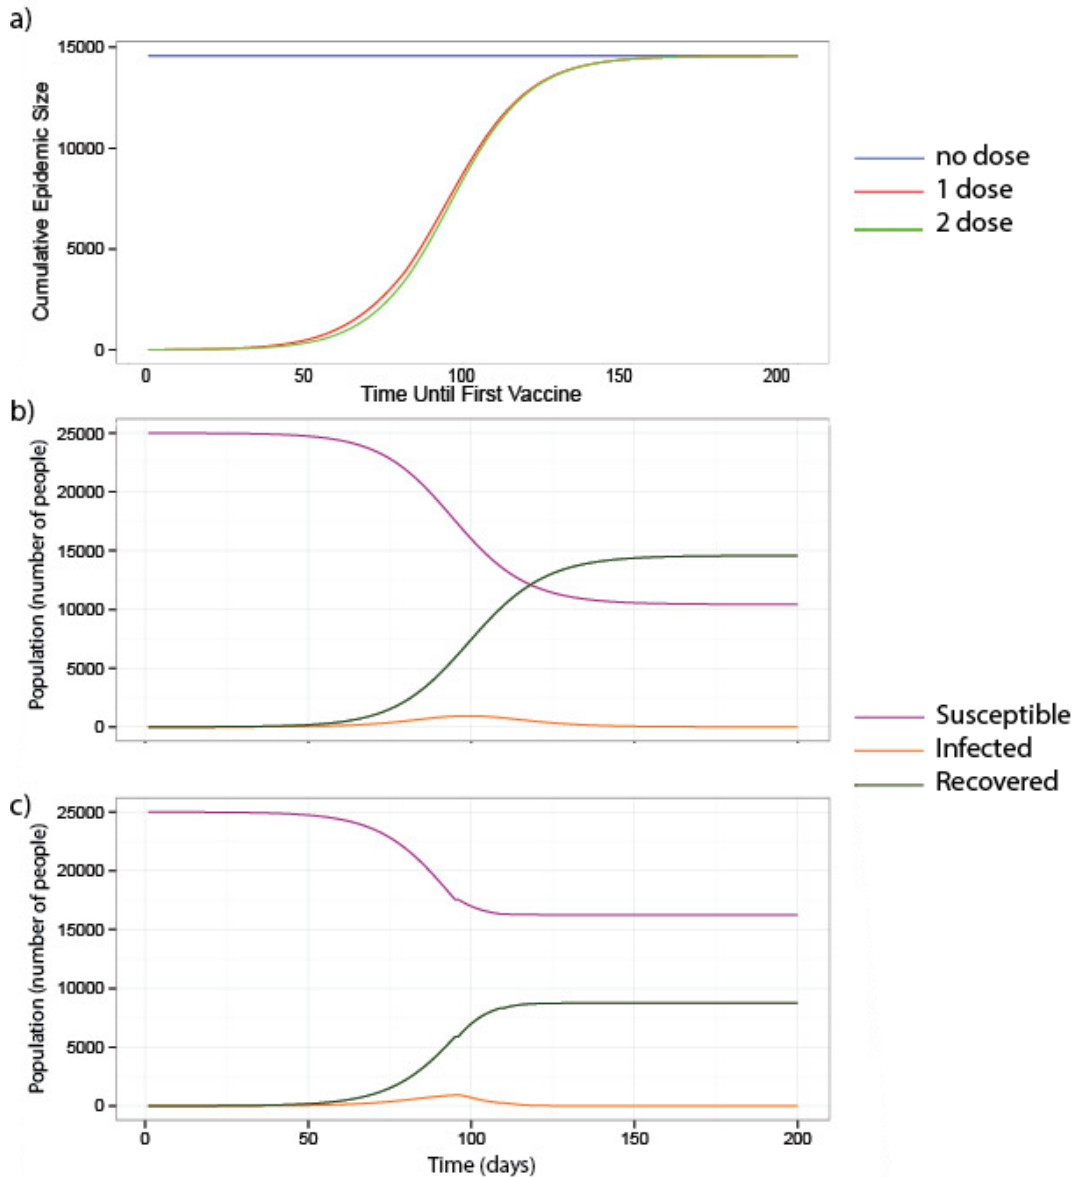 a)
15000
10000
5000
0
Cumulative Epidemic Size
0 50 100 150 200
Time Until First Vaccine
no dose
1 dose
2 dose
b)
25000
20000
15000
10000
5000
0
Population (number of people)
Susceptible
Infected
Recovered
c)
25000
20000
15000
10000
5000
0
Population (number of people)
0 50 100 150 200
Time (days)